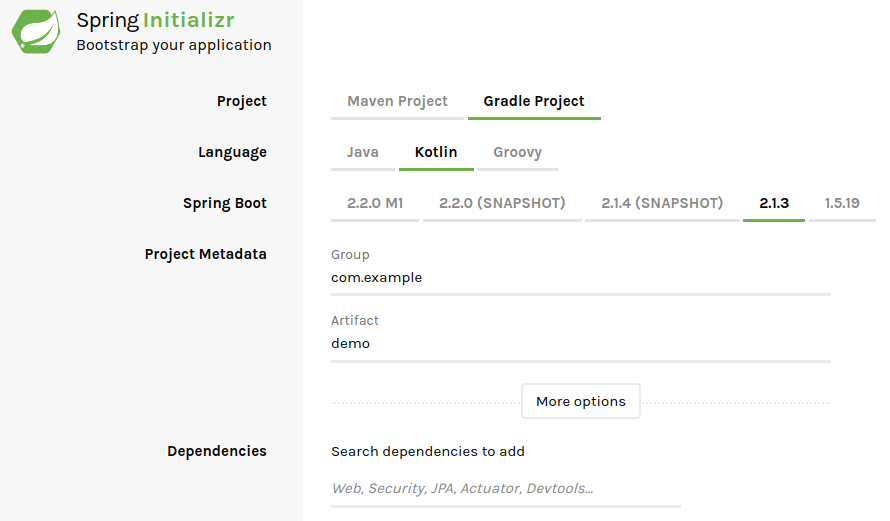 Spring Initializr
Bootstrap your application
Project
Maven Project
Gradle Project
Language
Java
Kotlin
Groovy
Spring Boot
2.2.0 M1
2.2.0 (SNAPSHOT)
2.1.4 (SNAPSHOT)
2.1.3
1.5.19
Project Metadata
Group
com.example
Artifact
demo
More options
Dependencies
Search dependencies to add
Web, Security, JPA, Actuator, Devtools...